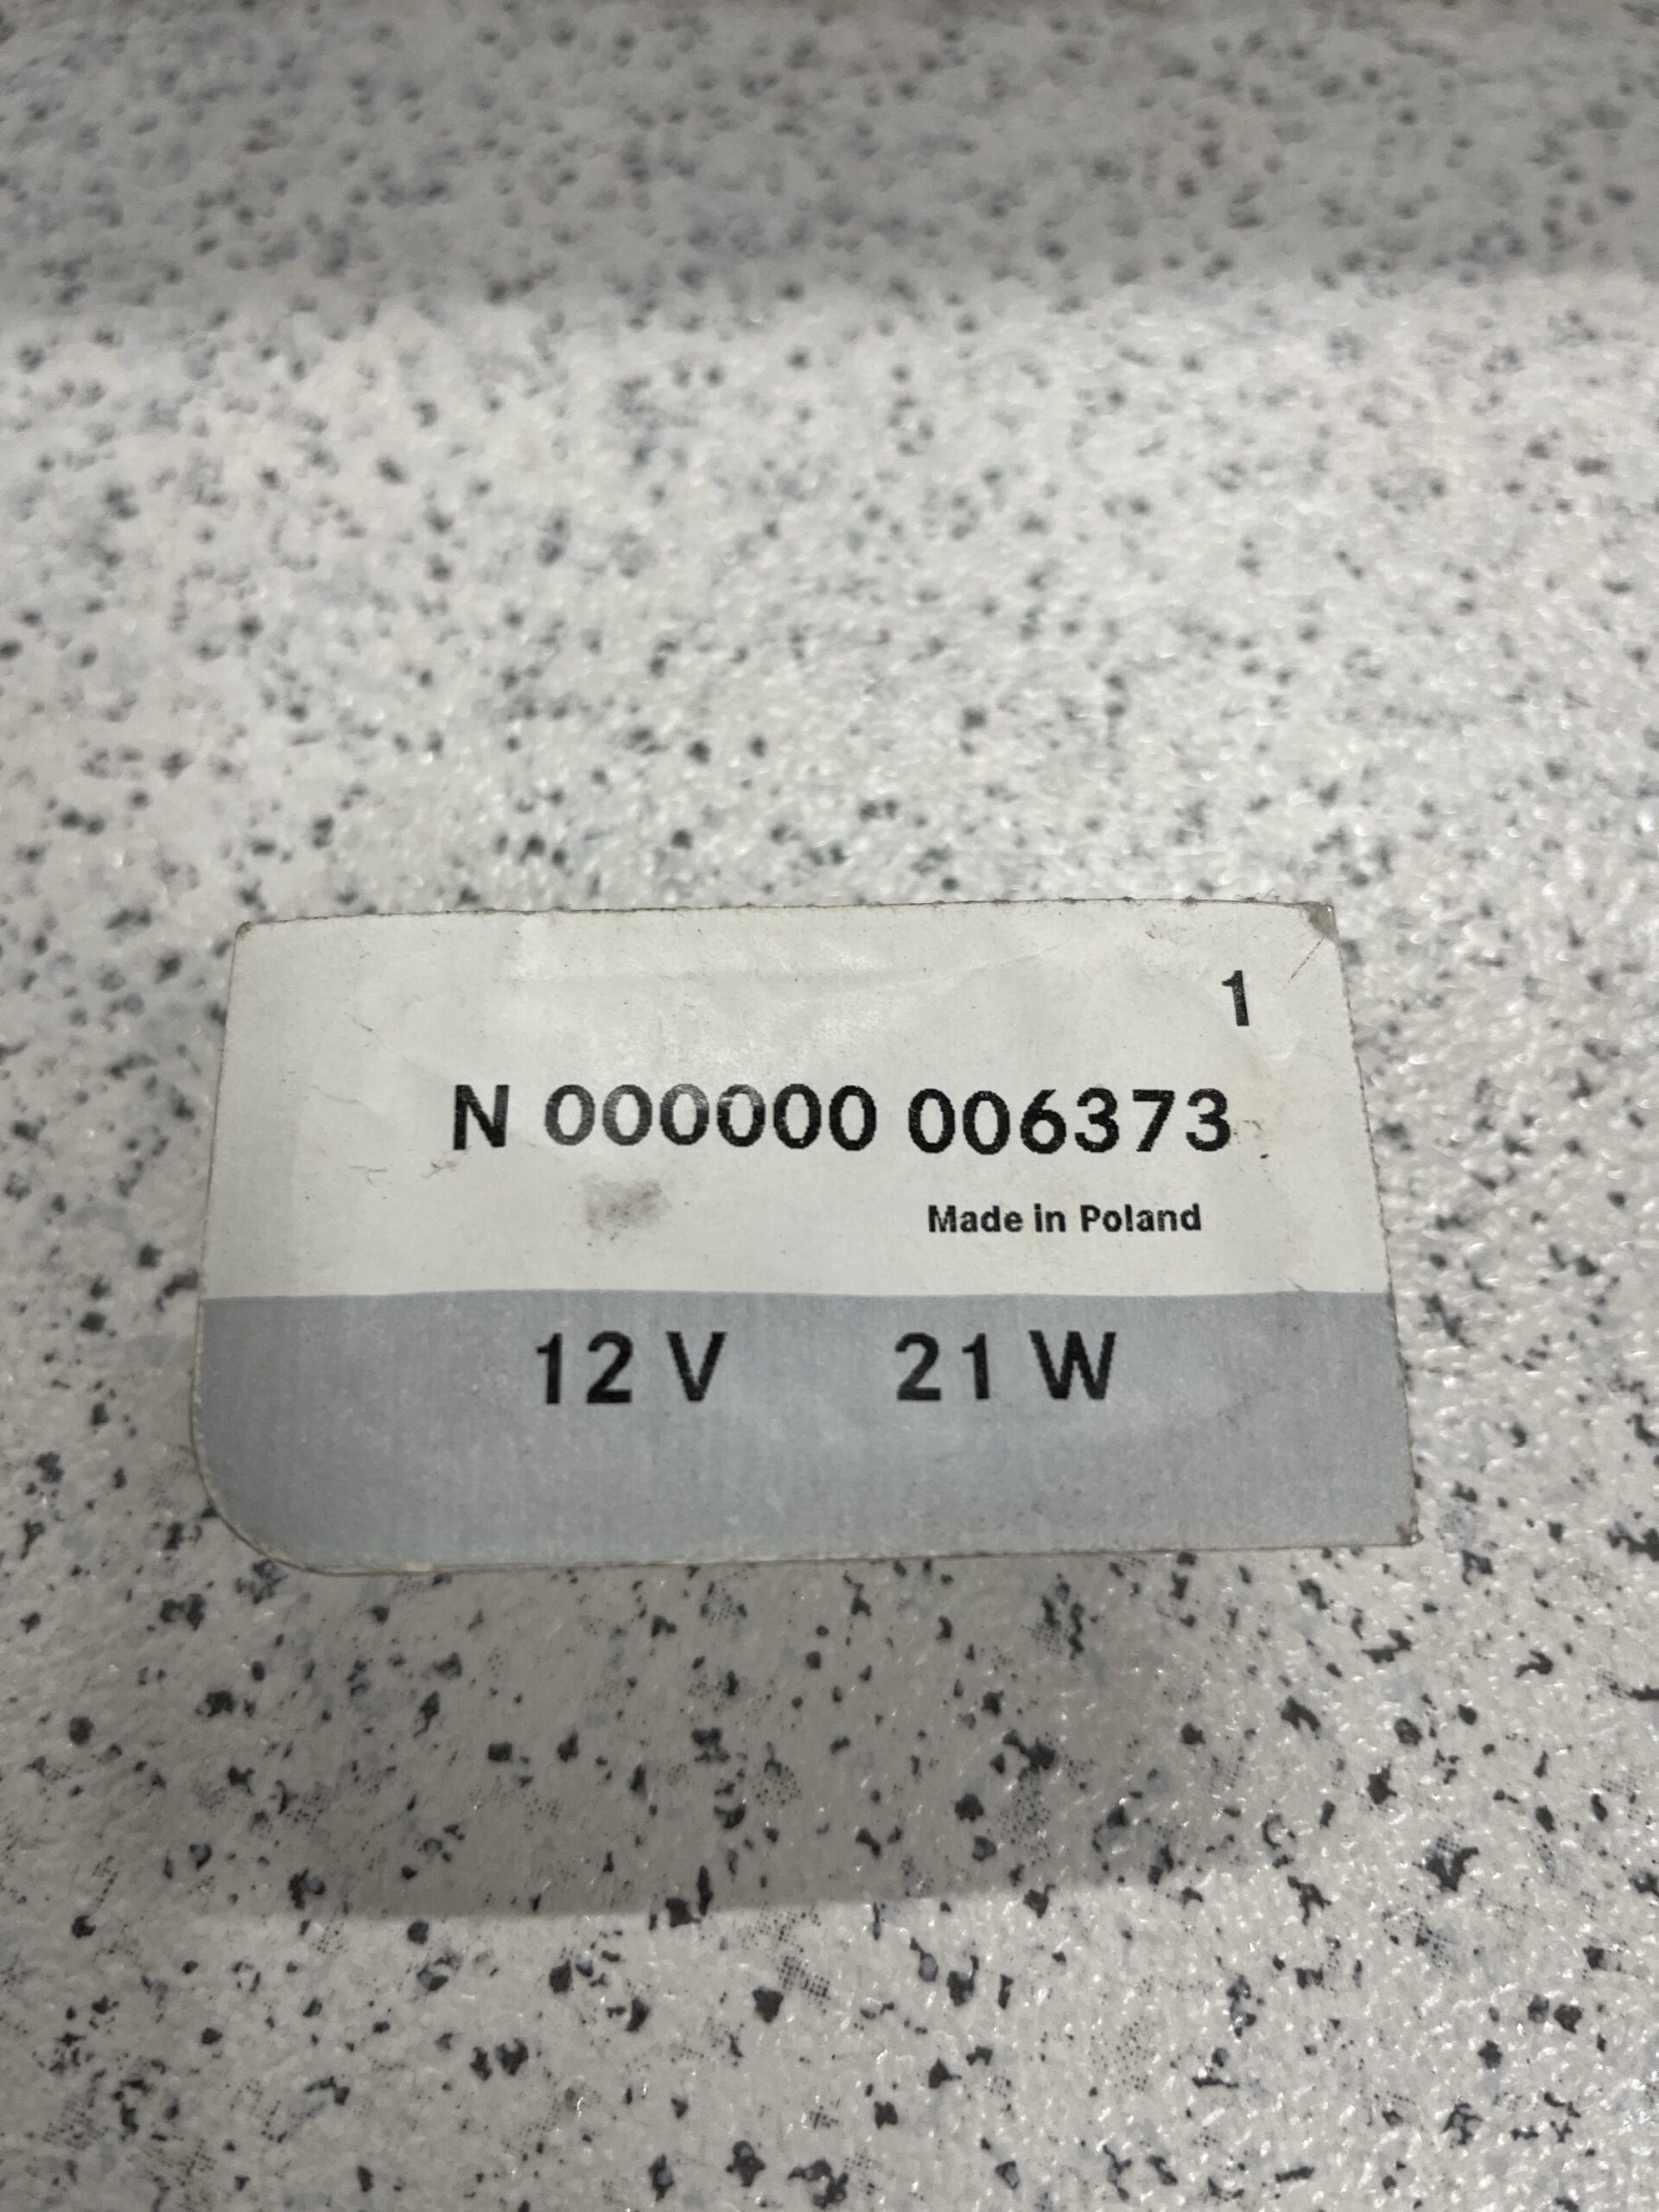 1
N 000000 006373
Made in Poland
12 V 21 W